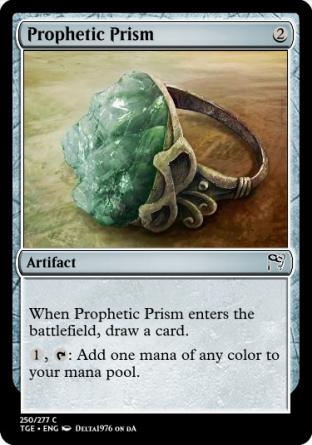 Prophetic Prism 2
Artifact
When Prophetic Prism enters the
battlefield, draw a card.
1, : Add one mana of any color to
your mana pool.
250/277 C
TGE • ENG Delta1976 on dA